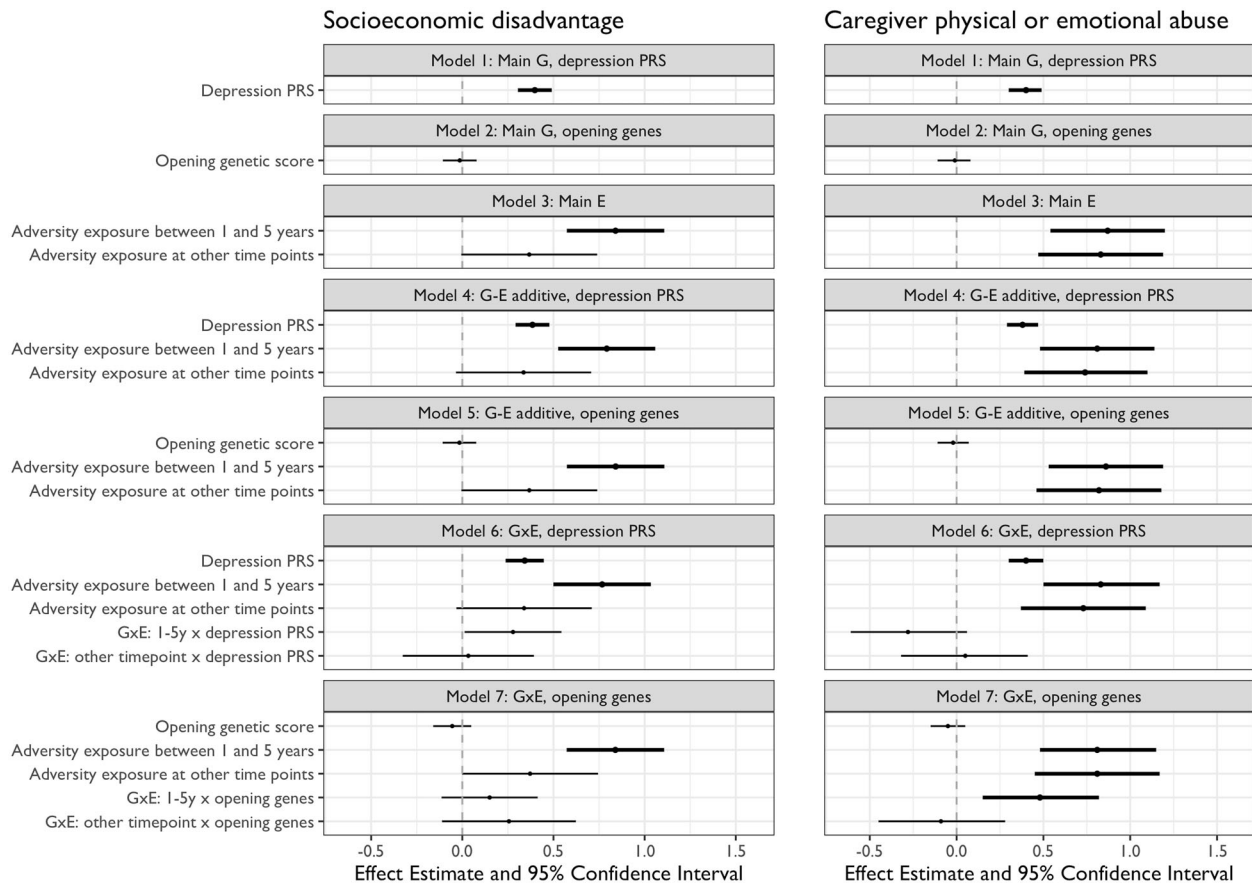 Socioeconomic disadvantage
Caregiver physical or emotional abuse
Model 1: Main G, depression PRS
Model 1: Main G, depression PRS
Depression PRS
Model 2: Main G, opening genes
Model 2: Main G, opening genes
Opening genetic score
Model 3: Main E
Model 3: Main E
Adversity exposure between 1 and 5 years
Adversity exposure at other time points
Model 4: G-E additive, depression PRS
Model 4: G-E additive, depression PRS
Depression PRS
Adversity exposure between 1 and 5 years
Adversity exposure at other time points
Model 5: G-E additive, opening genes
Model 5: G-E additive, opening genes
Opening genetic score
Adversity exposure between 1 and 5 years
Adversity exposure at other time points
Model 6: GxE, depression PRS
Model 6: GxE, depression PRS
Depression PRS
Adversity exposure between 1 and 5 years
Adversity exposure at other time points
GxE: 1-5y x depression PRS
GxE: other timepoint x depression PRS
Model 7: GxE, opening genes
Model 7: GxE, opening genes
Opening genetic score
Adversity exposure between 1 and 5 years
Adversity exposure at other time points
GxE: 1-5y x opening genes
GxE: other timepoint x opening genes
-0.5 0.0 0.5 1.0 1.5
-0.5 0.0 0.5 1.0 1.5
Effect Estimate and 95% Confidence Interval
Effect Estimate and 95% Confidence Interval